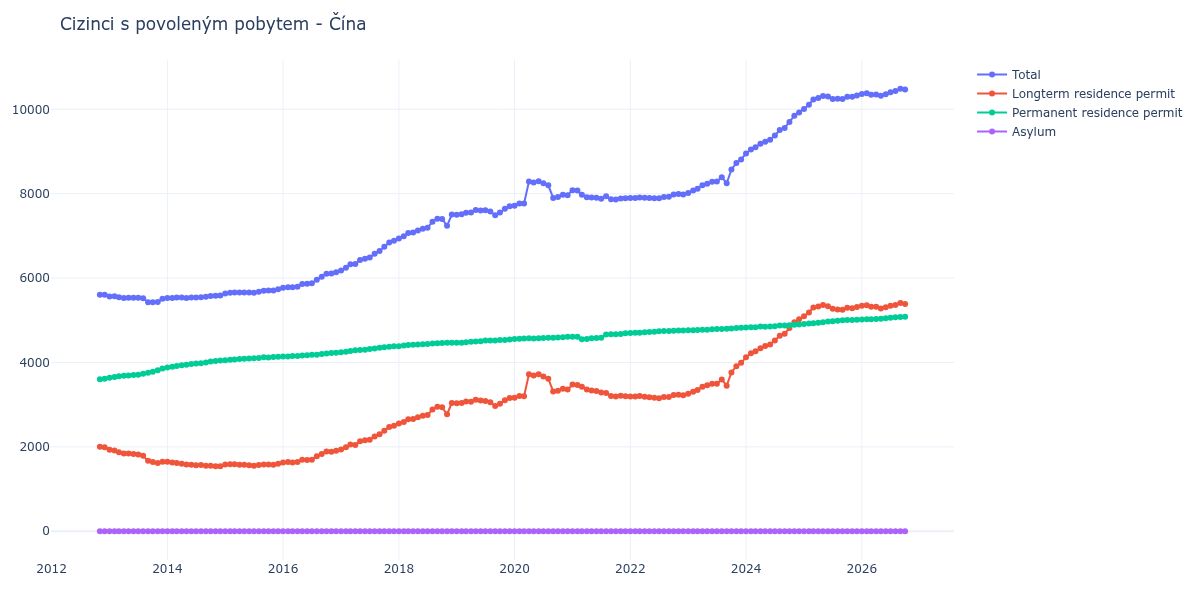 Cizinci s povoleným pobytem - Čína
Total
Longterm residence permit
Permanent residence permit
Asylum
10000
8000
6000
4000
2000
0
2012
2014
2016
2018
2020
2022
2024
2026